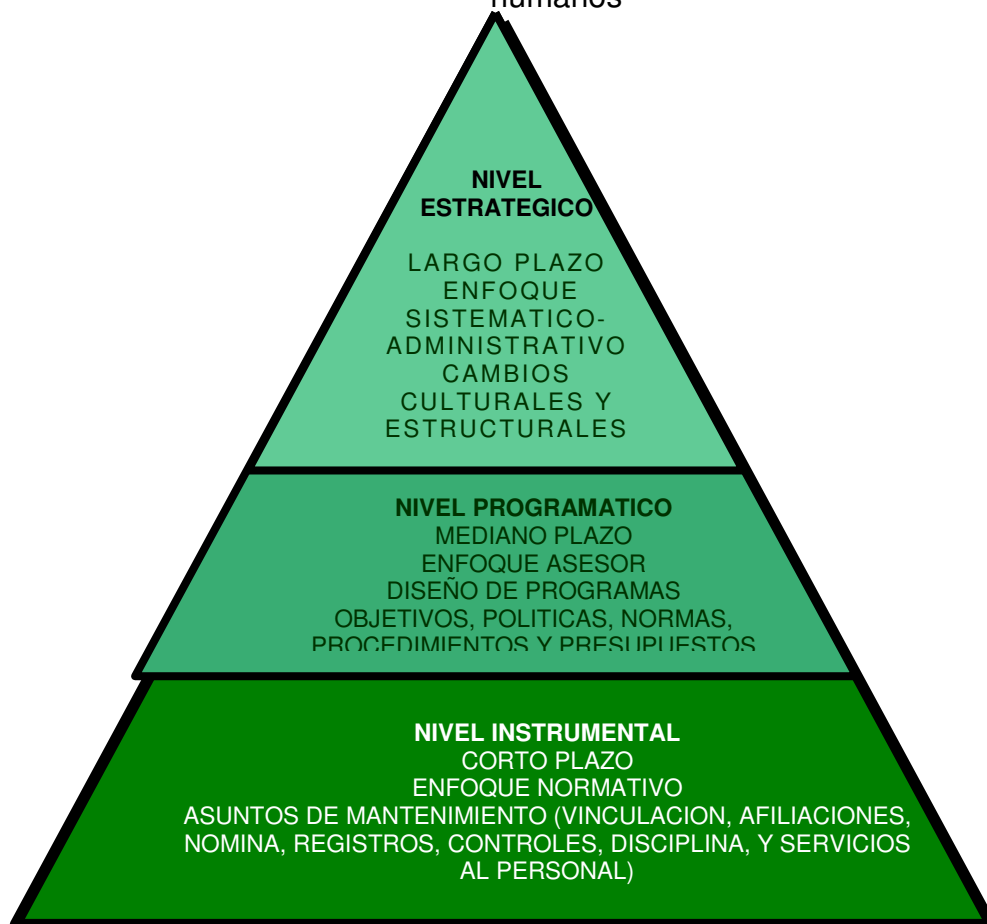 humanos
NIVEL
ESTRATEGICO
LARGO PLAZO
ENFOQUE
SISTEMATICO-
ADMINISTRATIVO
CAMBIOS
CULTURALES Y
ESTRUCTURALES
NIVEL PROGRAMATICO
MEDIANO PLAZO
ENFOQUE ASESOR
DISEÑO DE PROGRAMAS
OBJETIVOS, POLITICAS, NORMAS,
PROCEDIMIENTOS Y PRESUPUESTOS
NIVEL INSTRUMENTAL
CORTO PLAZO
ENFOQUE NORMATIVO
ASUNTOS DE MANTENIMIENTO (VINCULACION, AFILIACIONES,
NOMINA, REGISTROS, CONTROLES, DISCIPLINA, Y SERVICIOS
AL PERSONAL)